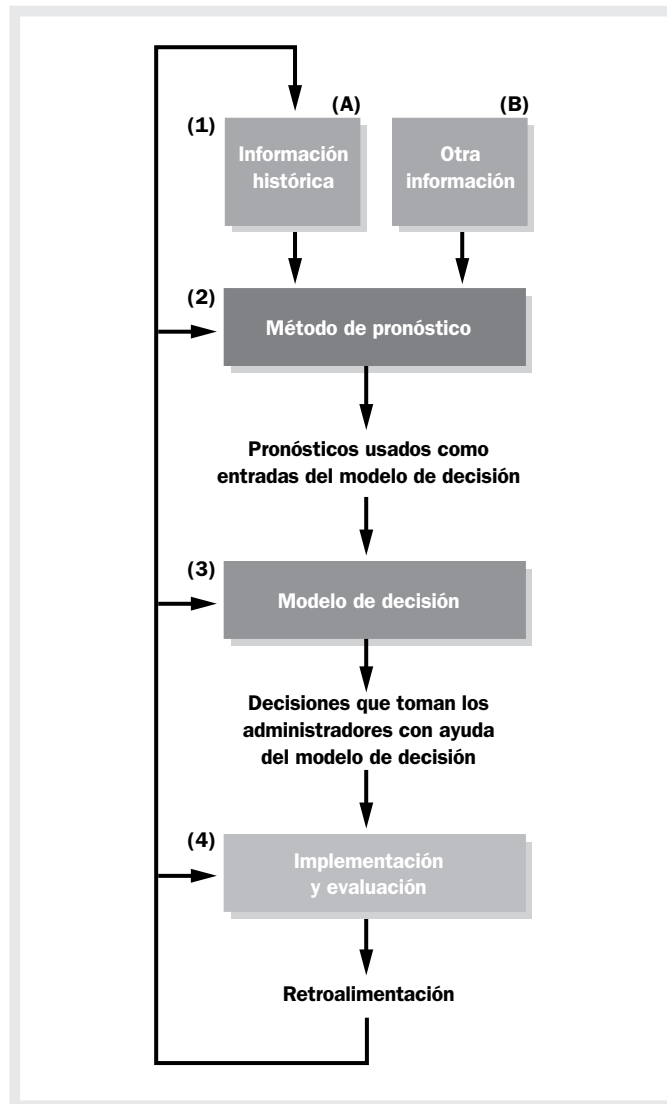 (A)
(B)
(1)
Información
histórica
Otra
información
(2)
Método de pronóstico
Pronósticos usados como
entradas del modelo de decisión
(3)
Modelo de decisión
Decisiones que toman los
administradores con ayuda
del modelo de decisión
(4)
Implementación
y evaluación
Retroalimentación